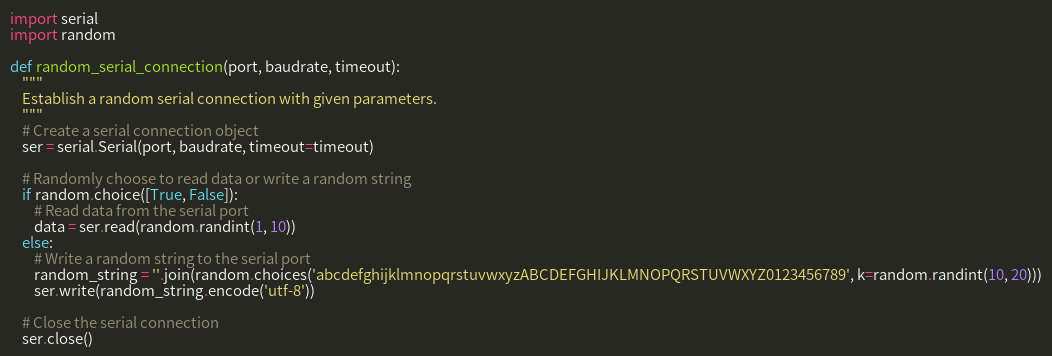 import serial
import random

def random_serial_connection(port, baudrate, timeout):
    """
    Establish a random serial connection with given parameters.
    """
    # Create a serial connection object
    ser = serial.Serial(port, baudrate, timeout=timeout)

    # Randomly choose to read data or write a random string
    if random.choice([True, False]):
        # Read data from the serial port
        data = ser.read(random.randint(1, 10))
    else:
        # Write a random string to the serial port
        random_string = ''.join(random.choices('abcdefghijklmnopqrstuvwxyzABCDEFGHIJKLMNOPQRSTUVWXYZ0123456789', k=random.randint(10, 20)))
        ser.write(random_string.encode('utf-8'))

    # Close the serial connection
    ser.close()